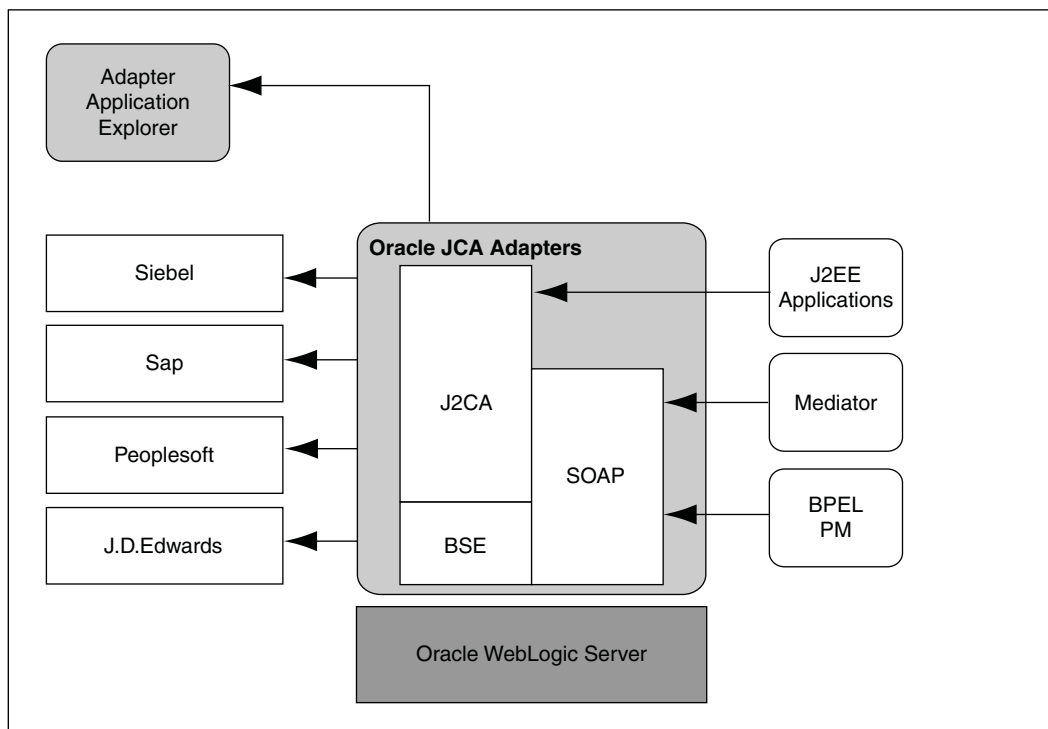 Adapter
Application
Explorer
Oracle JCA Adapters
Siebel
Sap
Peoplesoft
J.D.Edwards
J2CA
BSE
SOAP
J2EE
Applications
Mediator
BPEL
PM
Oracle WebLogic Server